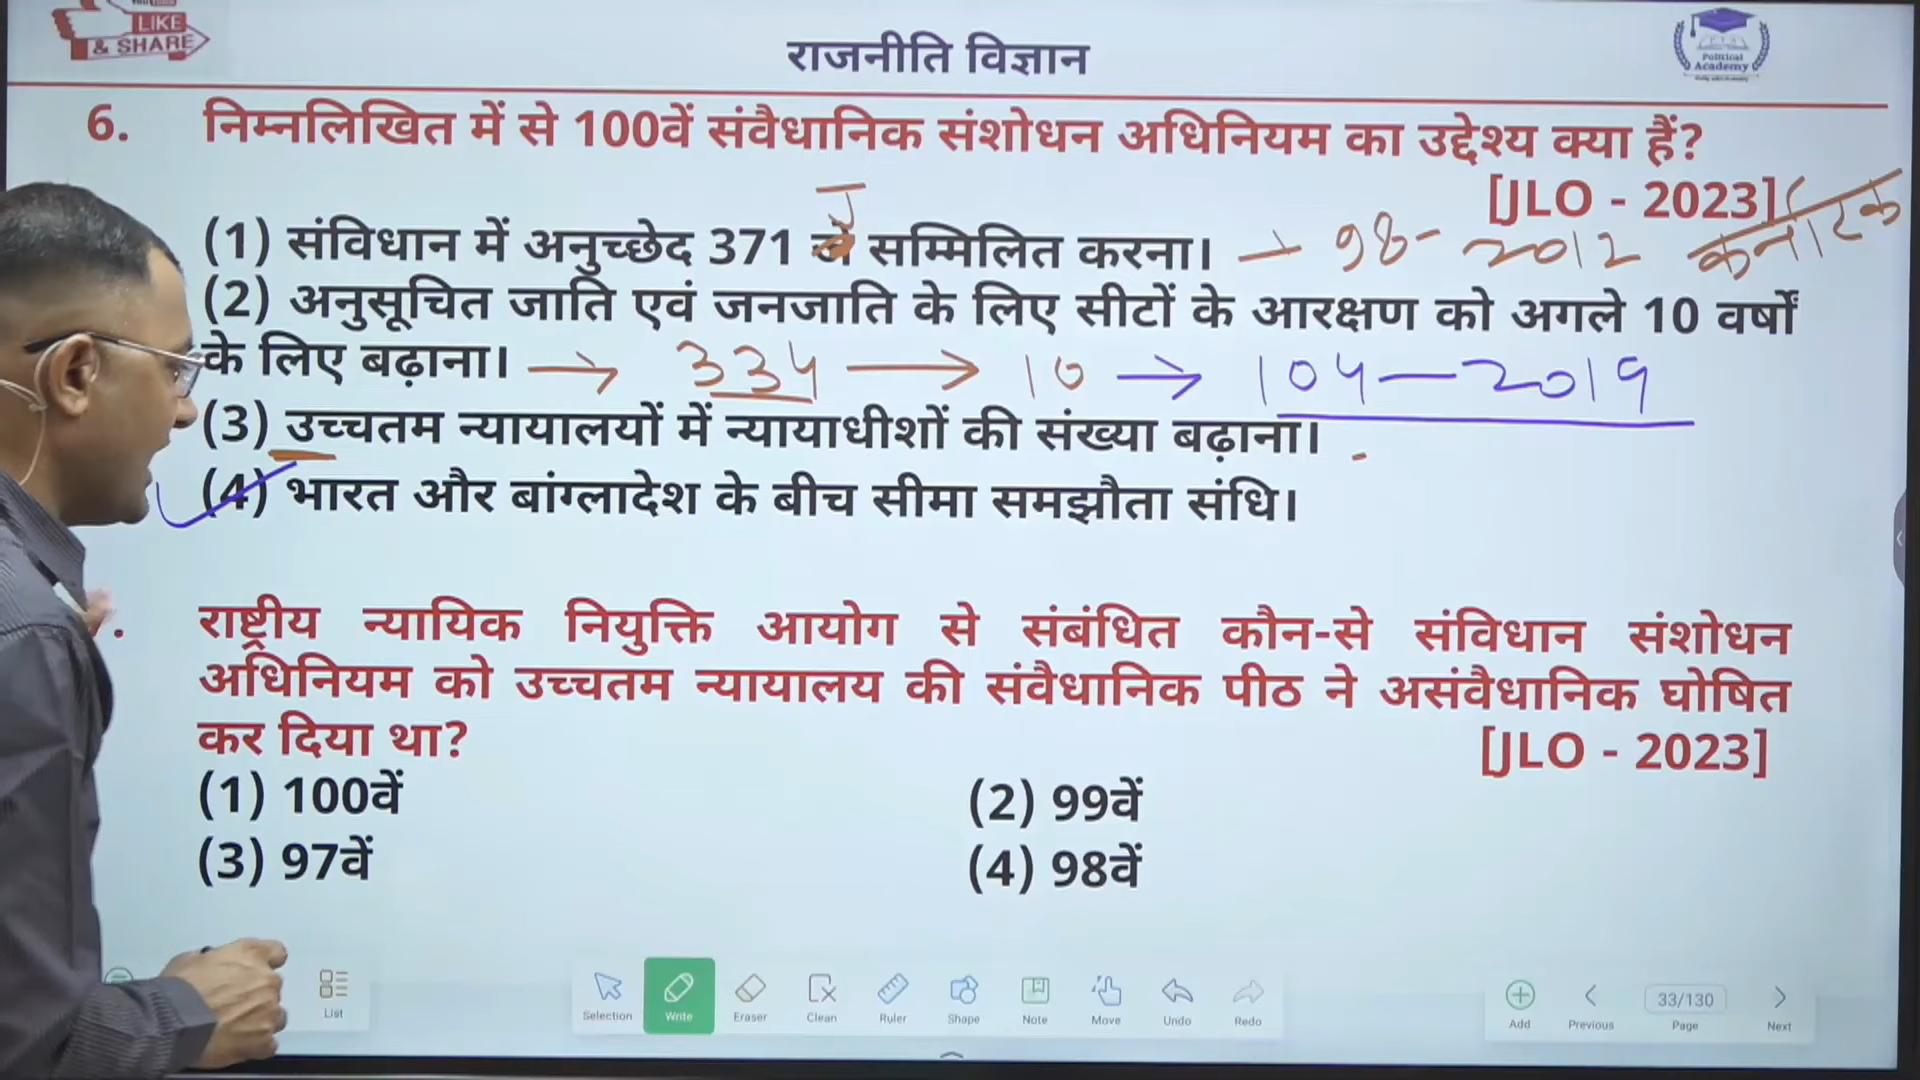 LIKE
& SHARE
राजनीति विज्ञान
Political
Academy
6. निम्नलिखित में से 100वें संवैधानिक संशोधन अधिनियम का उद्देश्य क्या हैं?
[JLO - 2023]
(1) संविधान में अनुच्छेद 371 J सम्मिलित करना। → 98- 2012 कर्नाटक
(2) अनुसूचित जाति एवं जनजाति के लिए सीटों के आरक्षण को अगले 10 वर्षों
के लिए बढ़ाना। → 334 → 10 → 104 - 2019
(3) उच्चतम न्यायालयों में न्यायाधीशों की संख्या बढ़ाना।
(4) भारत और बांग्लादेश के बीच सीमा समझौता संधि।
राष्ट्रीय न्यायिक नियुक्ति आयोग से संबंधित कौन-से संविधान संशोधन
अधिनियम को उच्चतम न्यायालय की संवैधानिक पीठ ने असंवैधानिक घोषित
कर दिया था? [JLO - 2023]
(1) 100वें (2) 99वें
(3) 97वें (4) 98वें
List Selection Write Eraser Clean Ruler Shape Note Move Undo Redo Add Previous 33/130 Page Next